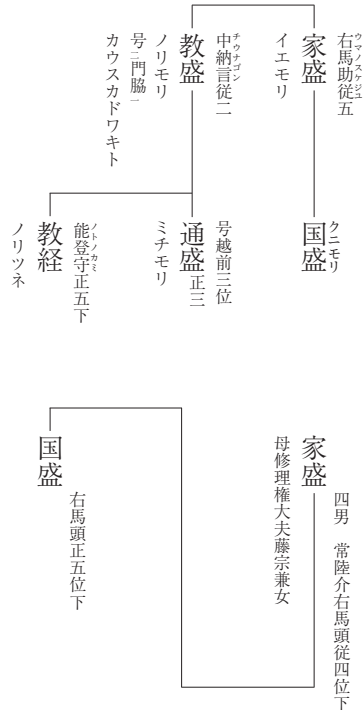 ウマノスケジユ
右馬助従五
家盛
イエモリ
チウナゴン
中納言従二
教盛
ノリモリ
号ニ門脇一
カウスカドワキト
クニモリ
国盛
号越前三位
通盛正三
ミチモリ
ノトノカミ
能登守正五下
教経
ノリツネ
四男　常陸介右馬頭従四位下
家盛
母修理権大夫藤宗兼女
国盛
右馬頭正五位下